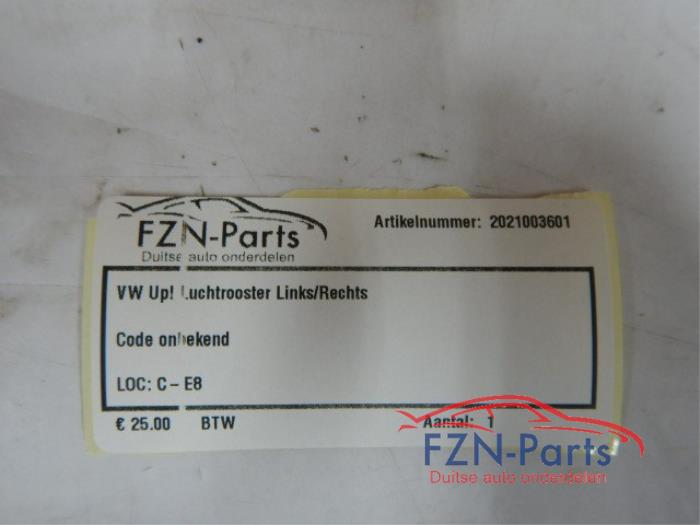 FZN-Parts
Duitse auto onderdelen
Artikelnummer: 2021003601
VW Up! Luchtrooster Links/Rechts
Code onbekend
LOC: C - E8
€ 25.00 BTW Aantal: 1
FZN-Parts
Duitse auto onderdelen